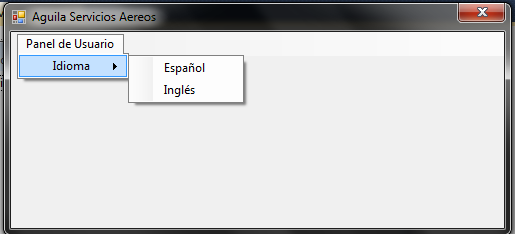 Aguila Servicios Aereos
Panel de Usuario
Idioma
Español
Inglés